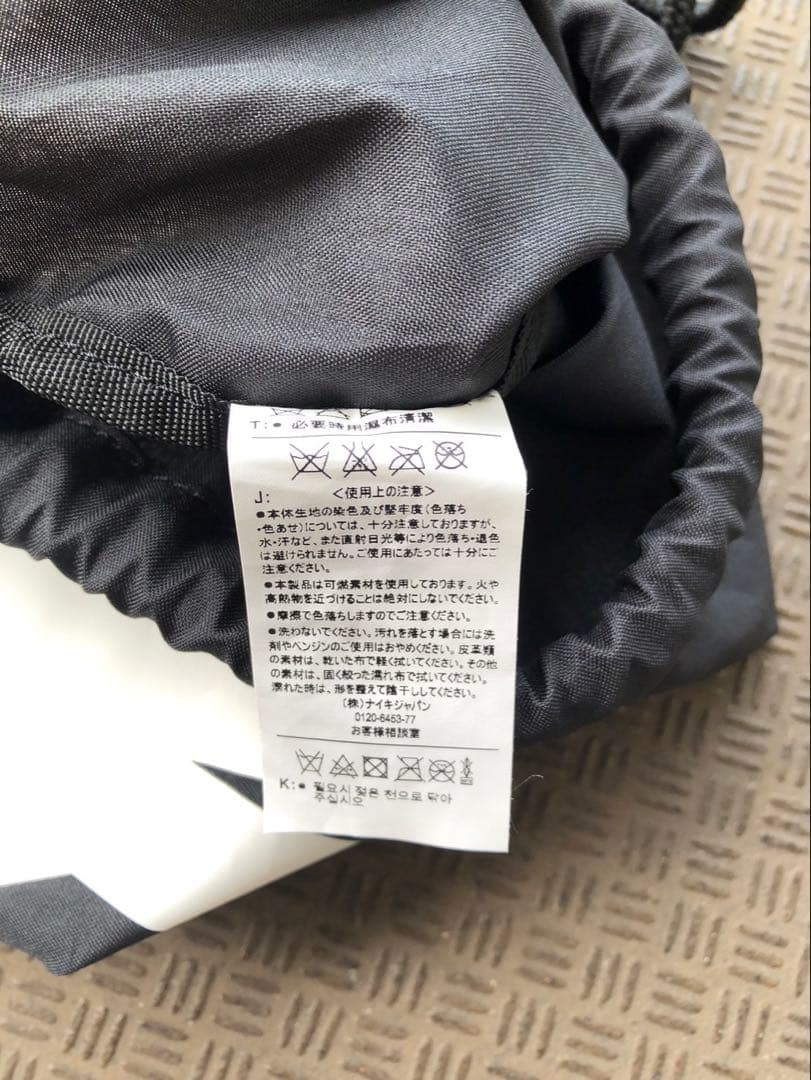 T: ● 必要時用濕布清潔
J: <使用上の注意>
●本体生地の染色及び堅牢度(色落ち
・色あせ)については、十分注意しておりますが、
水・汗など、また直射日光等により色落ち・退色
は避けられません。ご使用にあたっては十分にご
注意ください。
●本製品は可燃素材を使用しております。火や
高熱物を近づけることは絶対にしないでください。
●摩擦で色落ちしますのでご注意ください。
●洗わないでください。汚れを落とす場合には洗
剤やベンジンのご使用はおやめください。皮革類
の素材は、乾いた布で軽く拭いてください。その他
の素材は、固く絞った濡れ布で拭いてください。
濡れた時は、形を整えて陰干ししてください。
(株)ナイキジャパン
0120-6453-77
お客様相談室
K: ● 필요시 젖은 천으로 닦아
주십시오